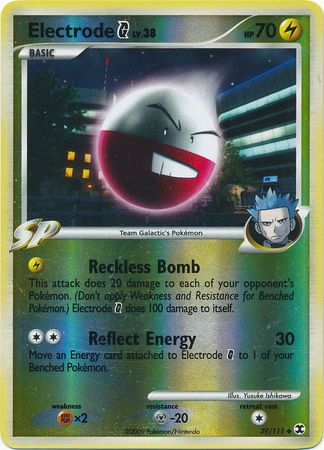 Electrode G LV.38 HP 70
BASIC
SP
Team Galactic's Pokémon
Reckless Bomb
This attack does 20 damage to each of your opponent's
Pokémon. (Don't apply Weakness and Resistance for Benched
Pokémon.) Electrode G does 100 damage to itself.
Reflect Energy 30
Move an Energy card attached to Electrode G to 1 of your
Benched Pokémon.
Illus. Yusuke Ishikawa
weakness resistance retreat cost
×2 -20
©2009 Pokémon/Nintendo 39/111